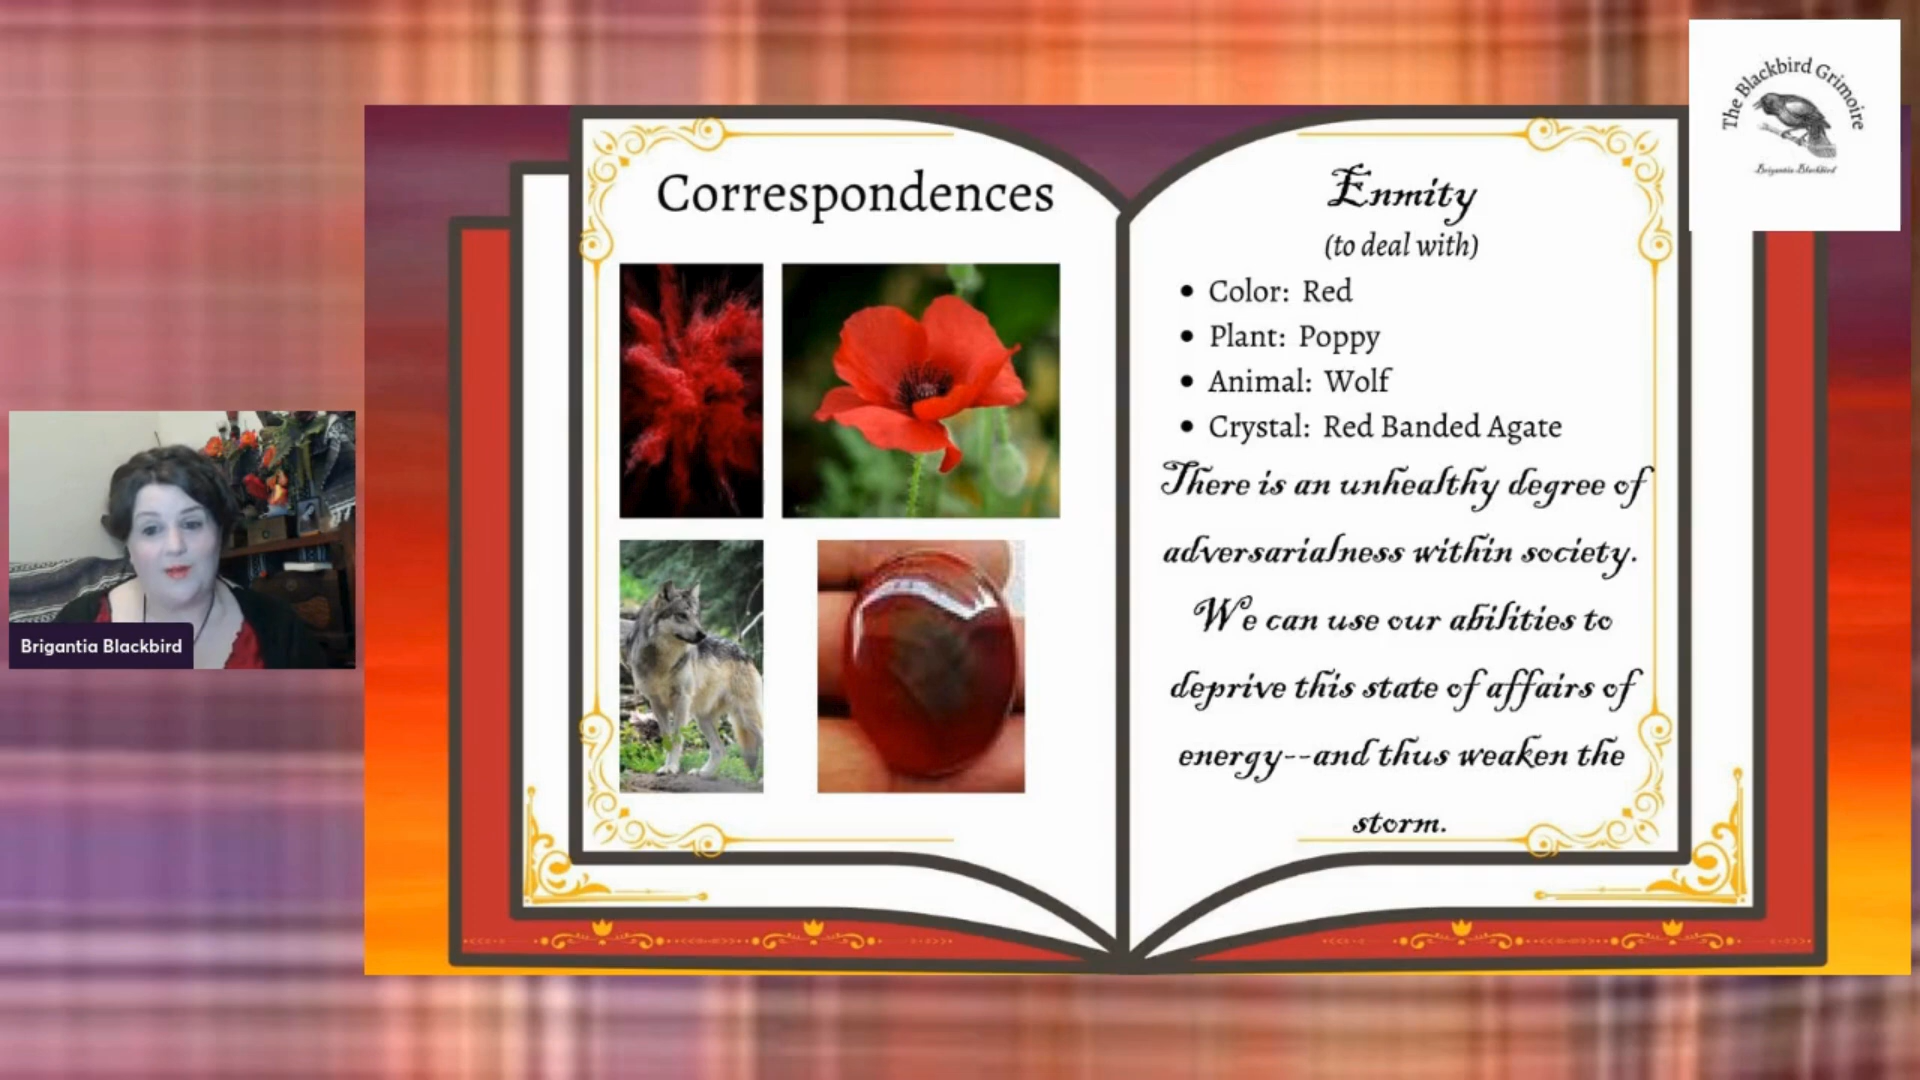 The Blackbird Grimoire
Brigantia Blackbird
Correspondences
Enmity
(to deal with)
• Color: Red
• Plant: Poppy
• Animal: Wolf
• Crystal: Red Banded Agate
There is an unhealthy degree of
adversarialness within society.
We can use our abilities to
deprive this state of affairs of
energy--and thus weaken the
storm.
Brigantia Blackbird